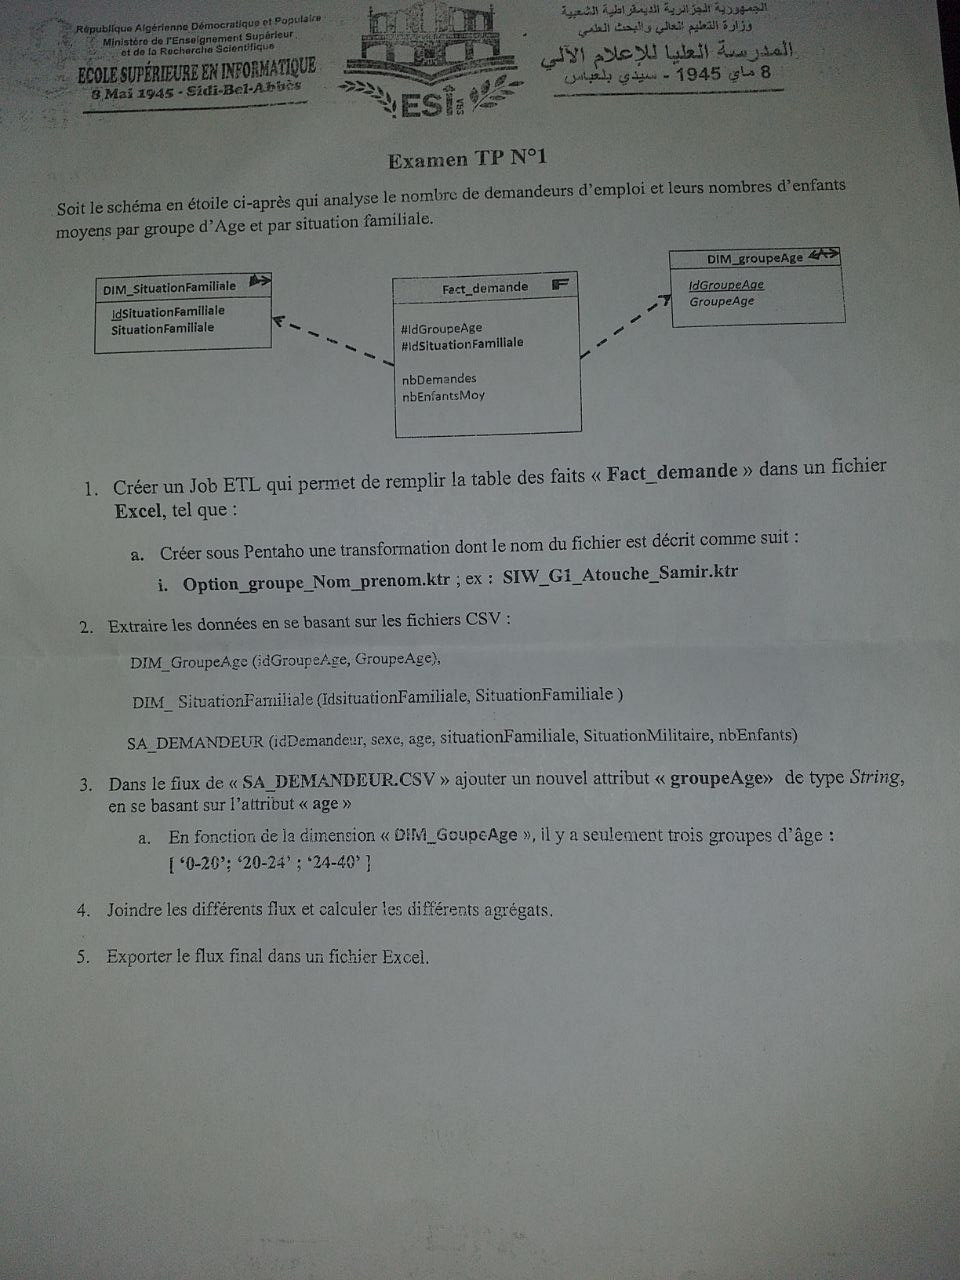 République Algérienne Démocratique et Populaire
Ministère de l'Enseignement Supérieur
et de la Recherche Scientifique
ECOLE SUPÉRIEURE EN INFORMATIQUE
8 Mai 1945 - Sidi-Bel-Abbès
ESI
SBA
الجمهورية الجزائرية الديمقراطية الشعبية
وزارة التعليم العالي والبحث العلمي
المدرسة العليا للإعلام الآلي
8 ماي 1945 - سيدي بلعباس
Examen TP N°1
Soit le schéma en étoile ci-après qui analyse le nombre de demandeurs d'emploi et leurs nombres d'enfants
moyens par groupe d'Age et par situation familiale.
DIM_SituationFamiliale
IdSituationFamiliale
SituationFamiliale
Fact_demande
#IdGroupeAge
#IdSituationFamiliale
nbDemandes
nbEnfantsMoy
DIM_groupeAge
IdGroupeAge
GroupeAge
1. Créer un Job ETL qui permet de remplir la table des faits « Fact_demande » dans un fichier
Excel, tel que :
a. Créer sous Pentaho une transformation dont le nom du fichier est décrit comme suit :
i. Option_groupe_Nom_prenom.ktr ; ex : SIW_G1_Atouche_Samir.ktr
2. Extraire les données en se basant sur les fichiers CSV :
DIM_GroupeAge (idGroupeAge, GroupeAge),
DIM_ SituationFamiliale (IdsituationFamiliale, SituationFamiliale )
SA_DEMANDEUR (idDemandeur, sexe, age, situationFamiliale, SituationMilitaire, nbEnfants)
3. Dans le flux de « SA_DEMANDEUR.CSV » ajouter un nouvel attribut « groupeAge» de type String,
en se basant sur l'attribut « age »
a. En fonction de la dimension « DIM_GoupeAge », il y a seulement trois groupes d'âge :
[ '0-20'; '20-24' ; '24-40' ]
4. Joindre les différents flux et calculer les différents agrégats.
5. Exporter le flux final dans un fichier Excel.